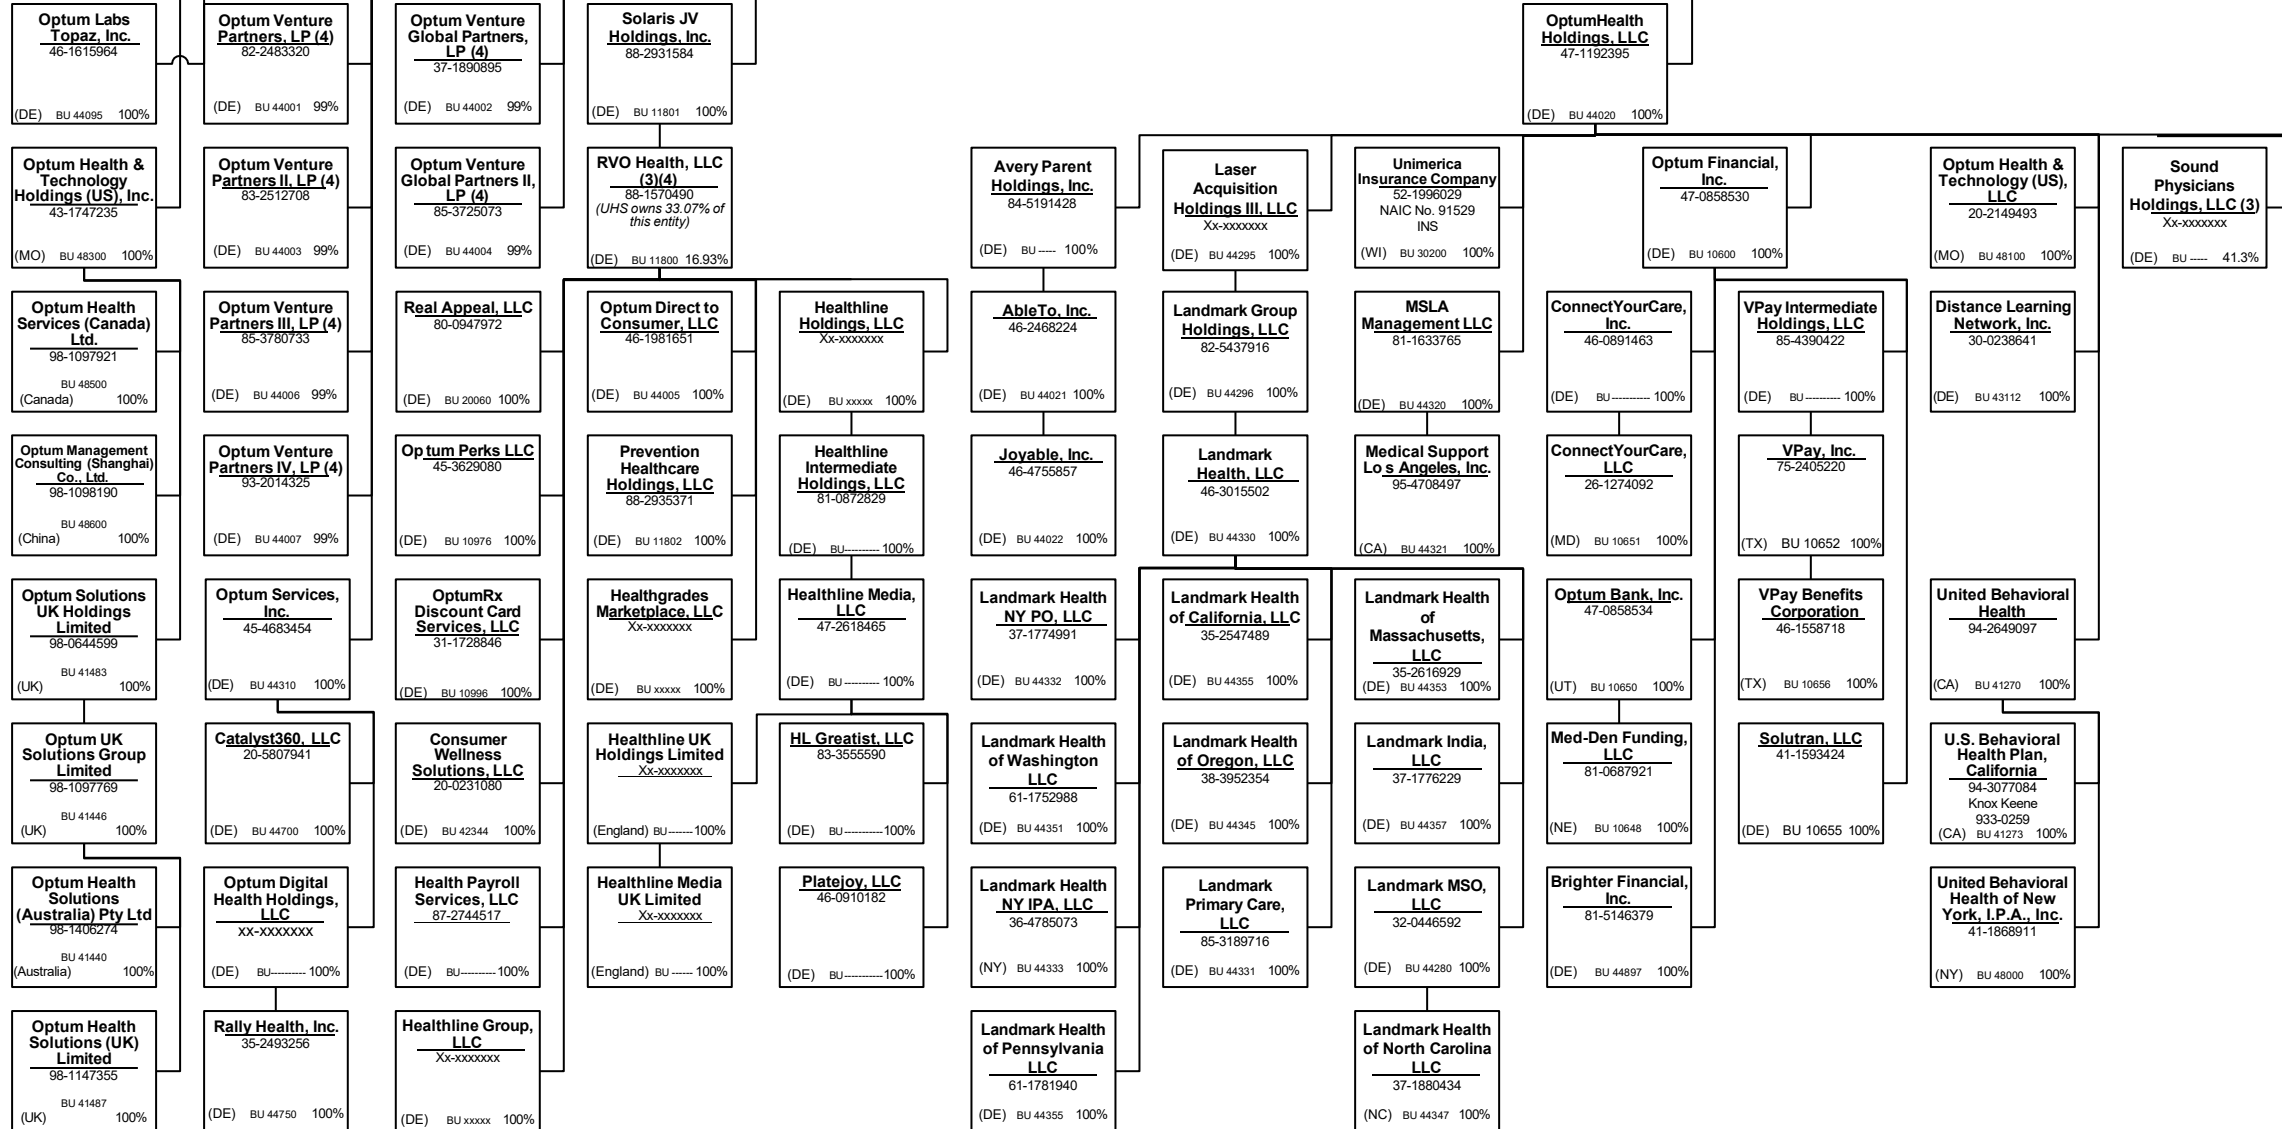 Optum Labs
Topaz, Inc.
46-1615964
(DE) BU 44095 100%
Optum Venture
Partners, LP (4)
82-2483320
(DE) BU 44001 99%
Optum Venture
Global Partners,
LP (4)
37-1890895
(DE) BU 44002 99%
Solaris JV
Holdings, Inc.
88-2931584
(DE) BU 11801 100%
OptumHealth
Holdings, LLC
47-1192395
(DE) BU 44020 100%
Optum Health &
Technology
Holdings (US), Inc.
43-1747235
(MO) BU 48300 100%
Optum Venture
Partners II, LP (4)
83-2512708
(DE) BU 44003 99%
Optum Venture
Global Partners II,
LP (4)
85-3725073
(DE) BU 44004 99%
RVO Health, LLC
(3)(4)
88-1570490
(UHS owns 33.07% of
this entity)
(DE) BU 11800 16.93%
Avery Parent
Holdings, Inc.
84-5191428
(DE) BU ----- 100%
Laser
Acquisition
Holdings III, LLC
Xx-xxxxxxx
(DE) BU 44295 100%
Unimerica
Insurance Company
52-1996029
NAIC No. 91529
INS
(WI) BU 30200 100%
Optum Financial,
Inc.
47-0858530
(DE) BU 10600 100%
Optum Health &
Technology (US),
LLC
20-2149493
(MO) BU 48100 100%
Sound
Physicians
Holdings, LLC (3)
Xx-xxxxxxx
(DE) BU ----- 41.3%
Optum Health
Services (Canada)
Ltd.
98-1097921
BU 48500
(Canada) 100%
Optum Venture
Partners III, LP (4)
85-3780733
(DE) BU 44006 99%
Real Appeal, LLC
80-0947972
(DE) BU 20060 100%
Optum Direct to
Consumer, LLC
46-1981651
(DE) BU 44005 100%
Healthline
Holdings, LLC
Xx-xxxxxxx
(DE) BU xxxxx 100%
AbleTo, Inc.
46-2468224
(DE) BU 44021 100%
Landmark Group
Holdings, LLC
82-5437916
(DE) BU 44296 100%
MSLA
Management LLC
81-1633765
(DE) BU 44320 100%
ConnectYourCare,
Inc.
46-0891463
(DE) BU----------- 100%
VPay Intermediate
Holdings, LLC
85-4390422
(DE) BU---------- 100%
Distance Learning
Network, Inc.
30-0238641
(DE) BU 43112 100%
Optum Management
Consulting (Shanghai)
Co., Ltd.
98-1098190
BU 48600
(China) 100%
Optum Venture
Partners IV, LP (4)
93-2014325
(DE) BU 44007 99%
Optum Perks LLC
45-3629080
(DE) BU 10976 100%
Prevention
Healthcare
Holdings, LLC
88-2935371
(DE) BU 11802 100%
Healthline
Intermediate
Holdings, LLC
81-0872829
(DE) BU---------- 100%
Joyable, Inc.
46-4755857
(DE) BU 44022 100%
Landmark
Health, LLC
46-3015502
(DE) BU 44330 100%
Medical Support
Lo s Angeles, Inc.
95-4708497
(CA) BU 44321 100%
ConnectYourCare,
LLC
26-1274092
(MD) BU 10651 100%
VPay, Inc.
75-2405220
(TX) BU 10652 100%
Optum Solutions
UK Holdings
Limited
98-0644599
BU 41483
(UK) 100%
Optum Services,
Inc.
45-4683454
(DE) BU 44310 100%
OptumRx
Discount Card
Services, LLC
31-1728846
(DE) BU 10996 100%
Healthgrades
Marketplace, LLC
Xx-xxxxxxx
(DE) BU xxxxx 100%
Healthline Media,
LLC
47-2618465
(DE) BU ---------- 100%
Landmark Health
NY PO, LLC
37-1774991
(DE) BU 44332 100%
Landmark Health
of California, LLC
35-2547489
(DE) BU 44355 100%
Landmark Health
of
Massachusetts,
LLC
35-2616929
(DE) BU 44353 100%
Optum Bank, Inc.
47-0858534
(UT) BU 10650 100%
VPay Benefits
Corporation
46-1558718
(TX) BU 10656 100%
United Behavioral
Health
94-2649097
(CA) BU 41270 100%
Optum UK
Solutions Group
Limited
98-1097769
BU 41446
(UK) 100%
Catalyst360, LLC
20-5807941
(DE) BU 44700 100%
Consumer
Wellness
Solutions, LLC
20-0231080
(DE) BU 42344 100%
Healthline UK
Holdings Limited
Xx-xxxxxxx
(England) BU------- 100%
HL Greatist, LLC
83-3555590
(DE) BU-----------100%
Landmark Health
of Washington
LLC
61-1752988
(DE) BU 44351 100%
Landmark Health
of Oregon, LLC
38-3952354
(DE) BU 44345 100%
Landmark India,
LLC
37-1776229
(DE) BU 44357 100%
Med-Den Funding,
LLC
81-0687921
(NE) BU 10648 100%
Solutran, LLC
41-1593424
(DE) BU 10655 100%
U.S. Behavioral
Health Plan,
California
94-3077084
Knox Keene
933-0259
(CA) BU 41273 100%
Optum Health
Solutions
(Australia) Pty Ltd
98-1406274
BU 41440
(Australia) 100%
Optum Digital
Health Holdings,
LLC
xx-xxxxxxx
(DE) BU---------- 100%
Health Payroll
Services, LLC
87-2744517
(DE) BU---------- 100%
Healthline Media
UK Limited
Xx-xxxxxxx
(England) BU ------ 100%
Platejoy, LLC
46-0910182
(DE) BU-----------100%
Landmark Health
NY IPA, LLC
36-4785073
(NY) BU 44333 100%
Landmark
Primary Care,
LLC
85-3189716
(DE) BU 44331 100%
Landmark MSO,
LLC
32-0446592
(DE) BU 44280 100%
Brighter Financial,
Inc.
81-5146379
(DE) BU 44897 100%
United Behavioral
Health of New
York, I.P.A., Inc.
41-1868911
(NY) BU 48000 100%
Optum Health
Solutions (UK)
Limited
98-1147355
BU 41487
(UK) 100%
Rally Health, Inc.
35-2493256
(DE) BU 44750 100%
Healthline Group,
LLC
Xx-xxxxxxx
(DE) BU xxxxx 100%
Landmark Health
of Pennsylvania
LLC
61-1781940
(DE) BU 44355 100%
Landmark Health
of North Carolina
LLC
37-1880434
(NC) BU 44347 100%